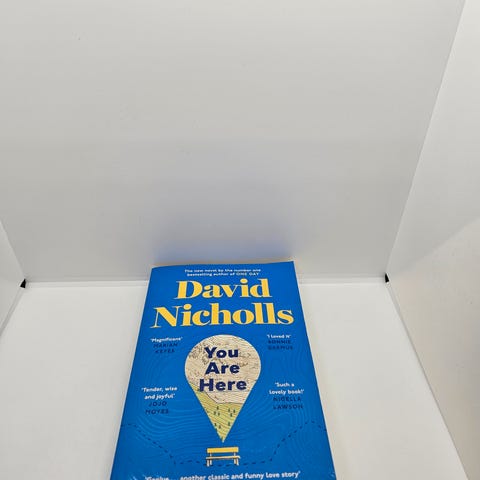 The new novel by the number one
bestselling author of ONE DAY
David
Nicholls
'Magnificent'
MARIAN
KEYES
'I loved it'
BONNIE
GARMUS
You
Are
Here
'Tender, wise
and joyful'
JOJO
MOYES
'Such a
lovely book!'
NIGELLA
LAWSON
another classic and funny love story'